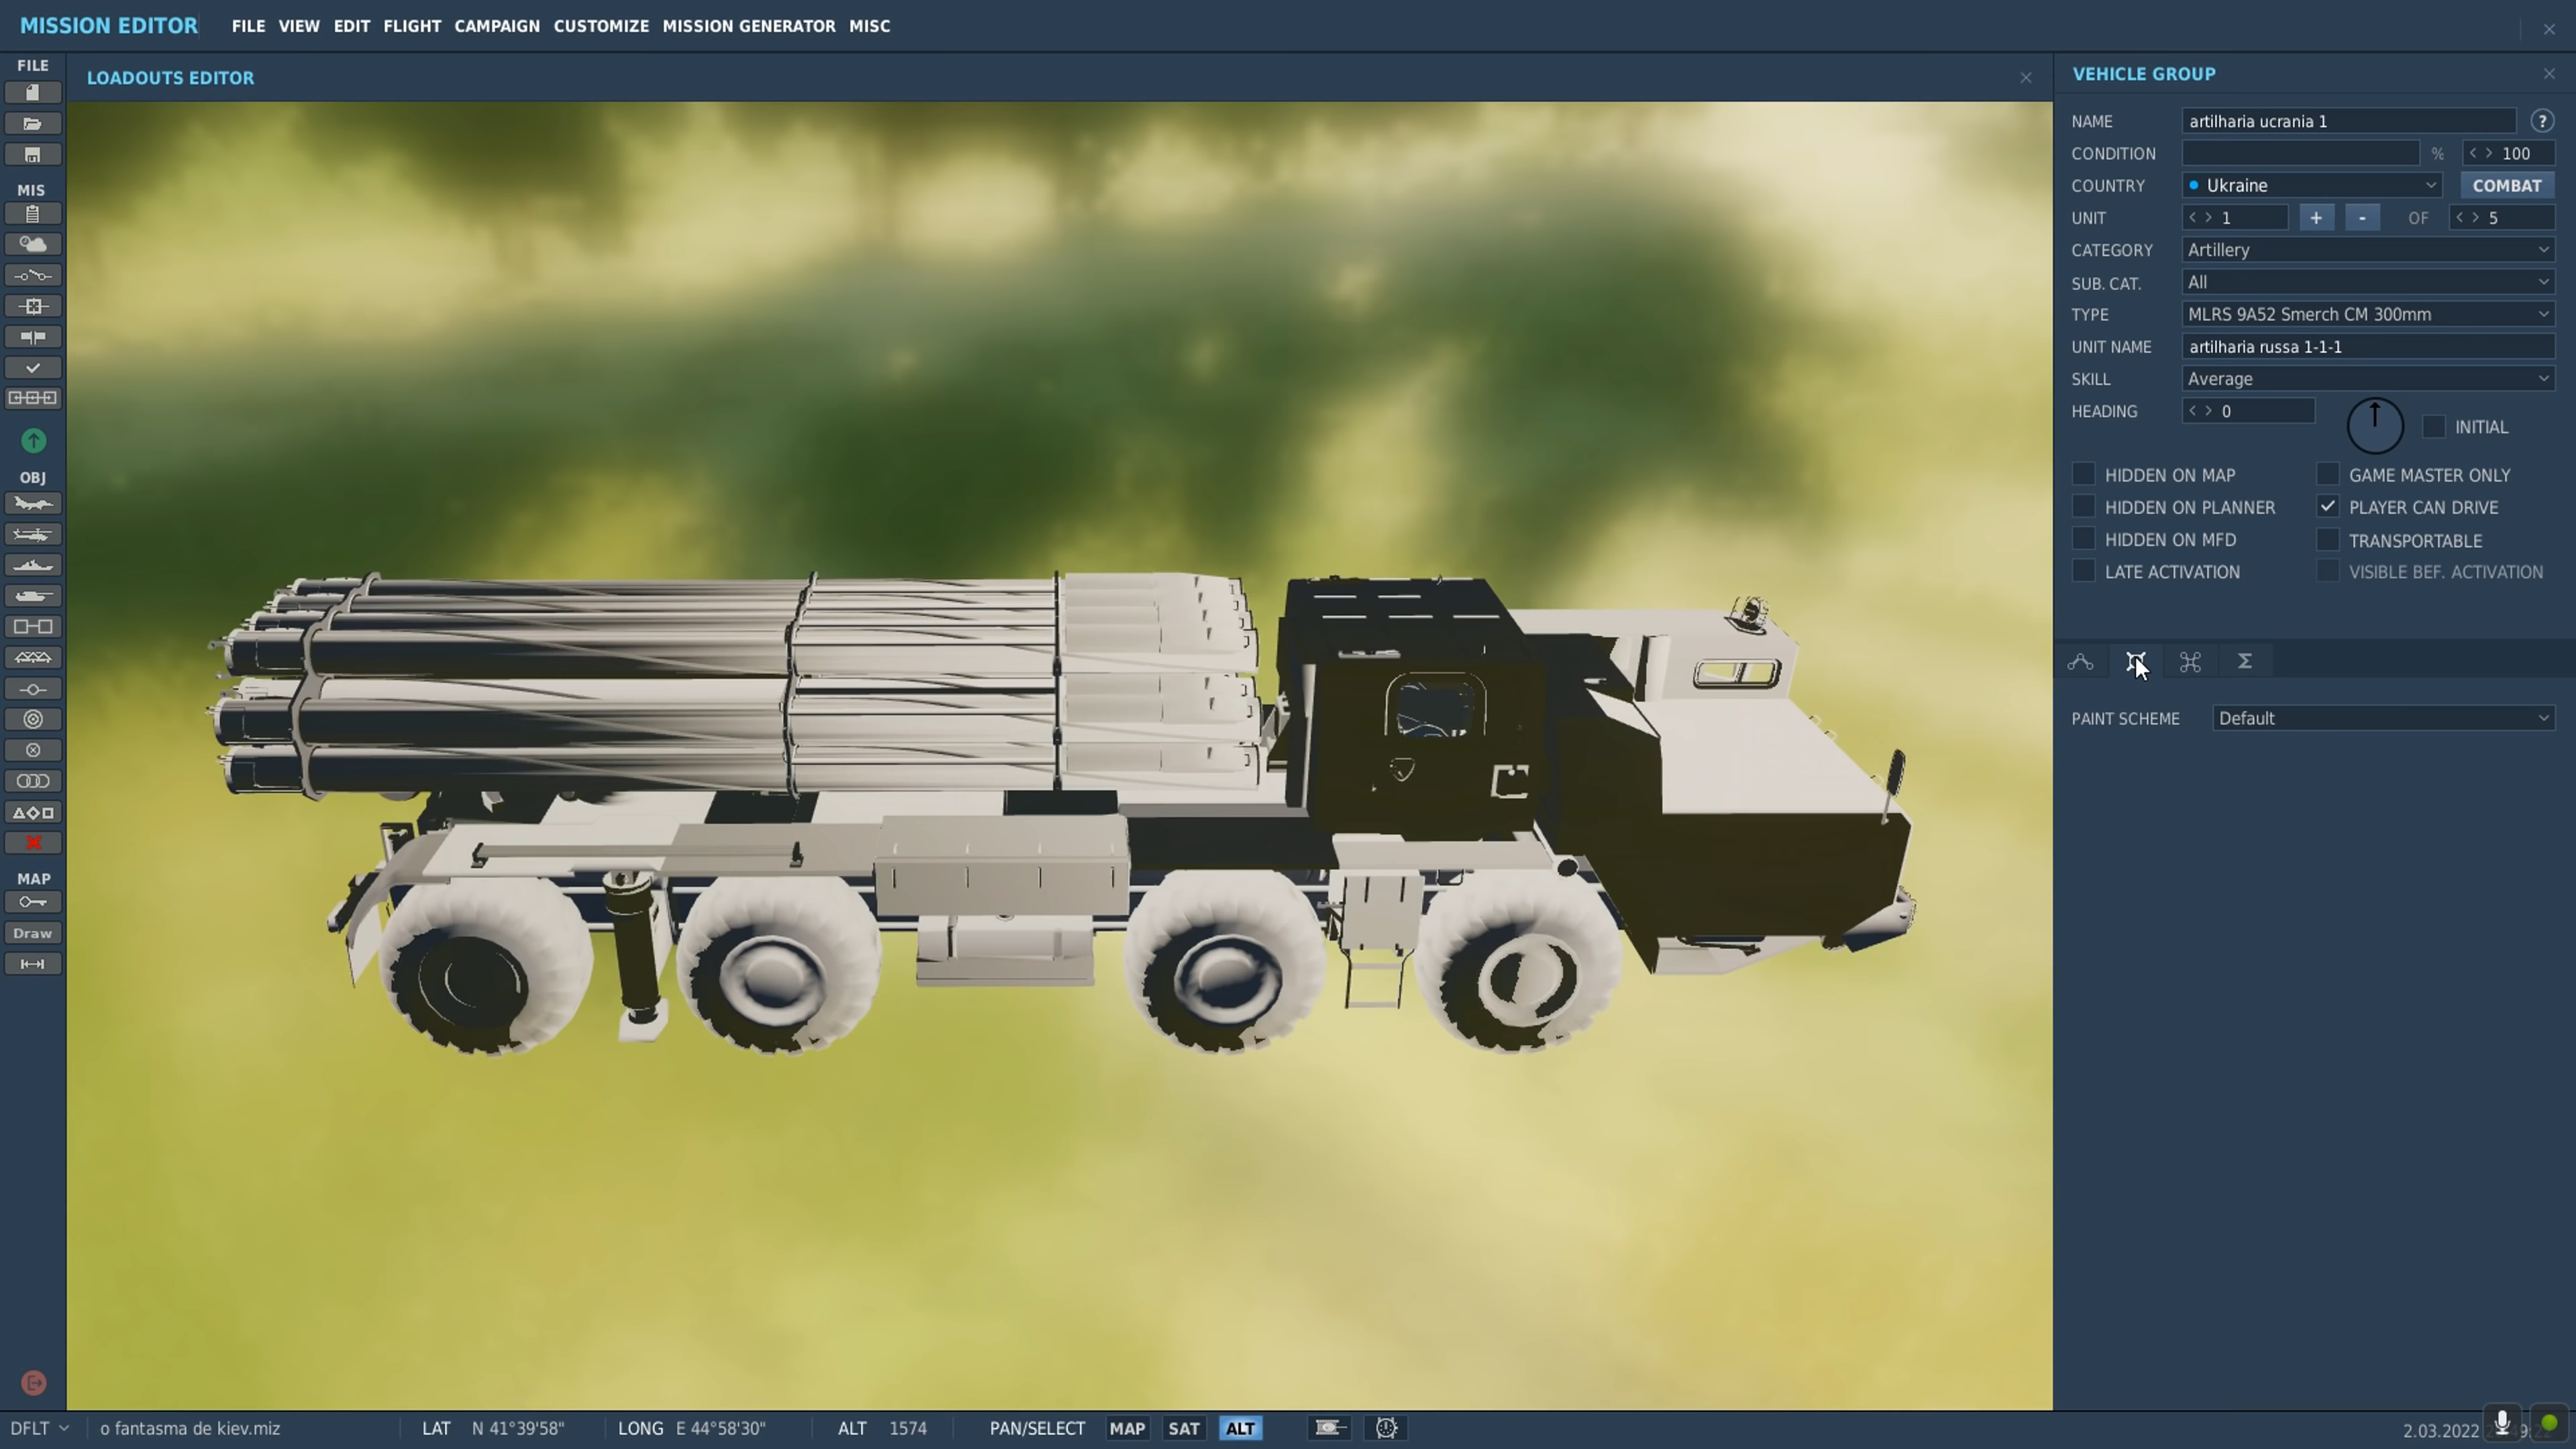 MISSION EDITOR FILE VIEW EDIT FLIGHT CAMPAIGN CUSTOMIZE MISSION GENERATOR MISC
FILE
MIS
OBJ
MAP
Draw
LOADOUTS EDITOR
VEHICLE GROUP
NAME artilharia ucrania 1 ?
CONDITION % < > 100
COUNTRY Ukraine COMBAT
UNIT < > 1 + - OF < > 5
CATEGORY Artillery
SUB. CAT. All
TYPE MLRS 9A52 Smerch CM 300mm
UNIT NAME artilharia russa 1-1-1
SKILL Average
HEADING < > 0 INITIAL
HIDDEN ON MAP GAME MASTER ONLY
HIDDEN ON PLANNER PLAYER CAN DRIVE
HIDDEN ON MFD TRANSPORTABLE
LATE ACTIVATION VISIBLE BEF. ACTIVATION
Σ
PAINT SCHEME Default
DFLT o fantasma de kiev.miz LAT N 41°39'58" LONG E 44°58'30" ALT 1574 PAN/SELECT MAP SAT ALT 2.03.2022